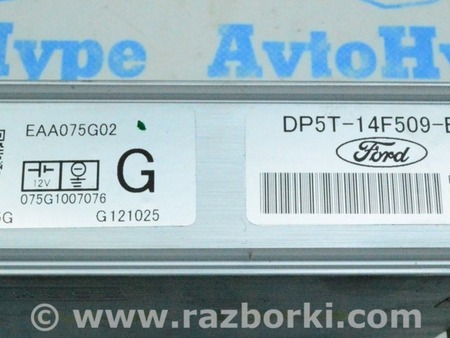 Hype
AvtoHy
EAA075G02
12V
G
075G1007076
G
G121025
DP5T-14F509-
Ford
© www.razborki.com